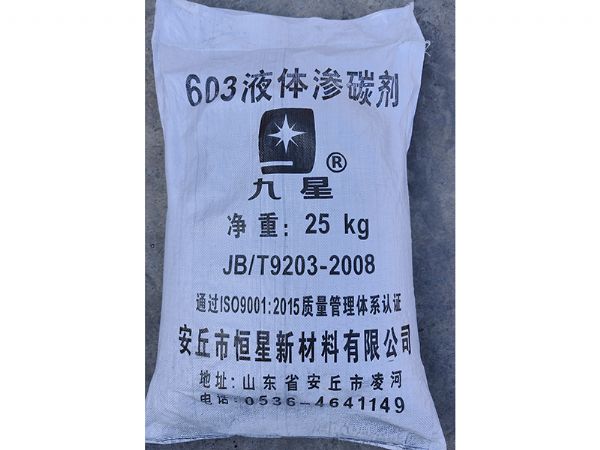 603液体渗碳剂
®
九星
净重: 25 kg
JB/T9203-2008
通过ISO9001:2015质量管理体系认证
安丘市恒星新材料有限公司
地址:山东省安丘市凌河
电话:0536-4641149